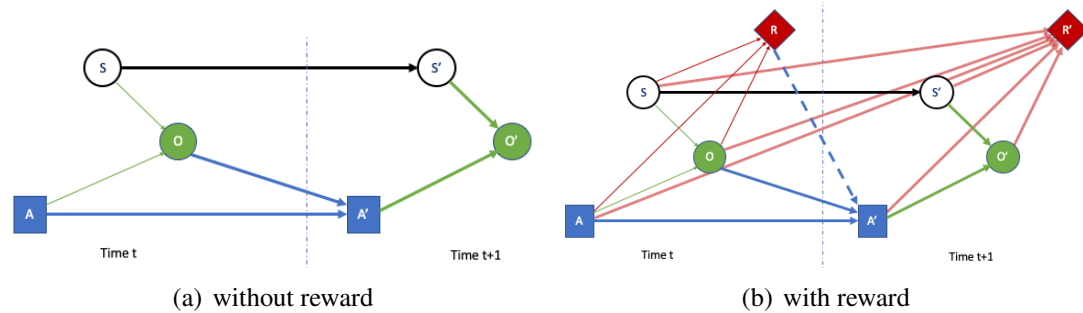 S
S'
O
O'
A
A'
Time t
Time t+1
(a) without reward
R
R'
S
S'
O
O'
A
A'
Time t
Time t+1
(b) with reward